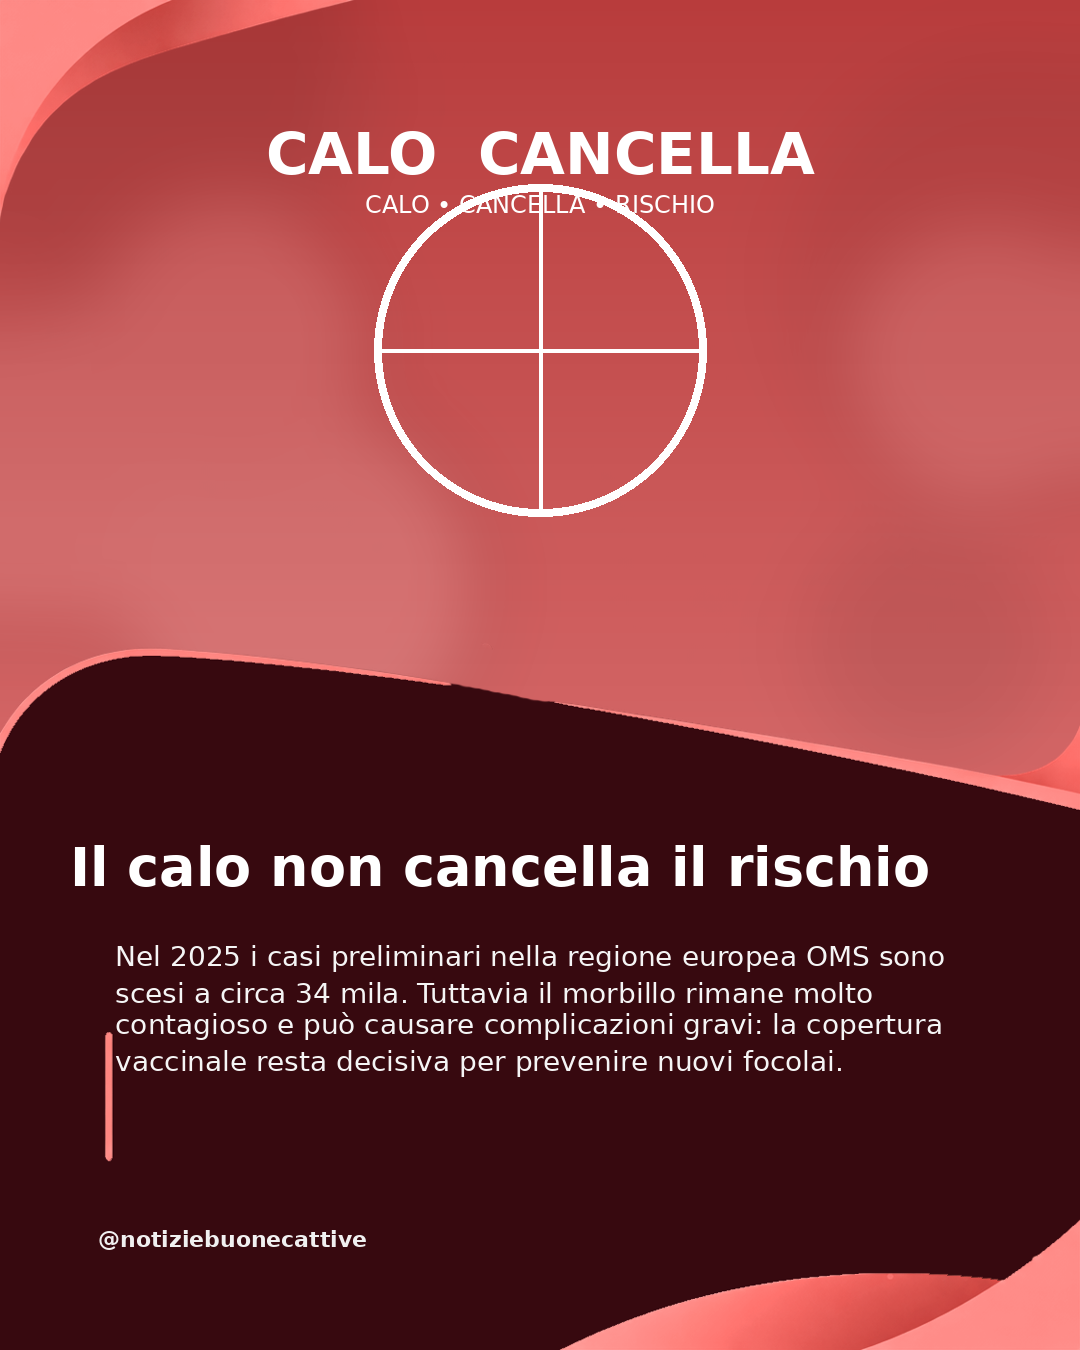 CALO CANCELLA
CALO • CANCELLA • RISCHIO
Il calo non cancella il rischio
Nel 2025 i casi preliminari nella regione europea OMS sono
scesi a circa 34 mila. Tuttavia il morbillo rimane molto
contagioso e può causare complicazioni gravi: la copertura
vaccinale resta decisiva per prevenire nuovi focolai.
@notiziebuonecattive